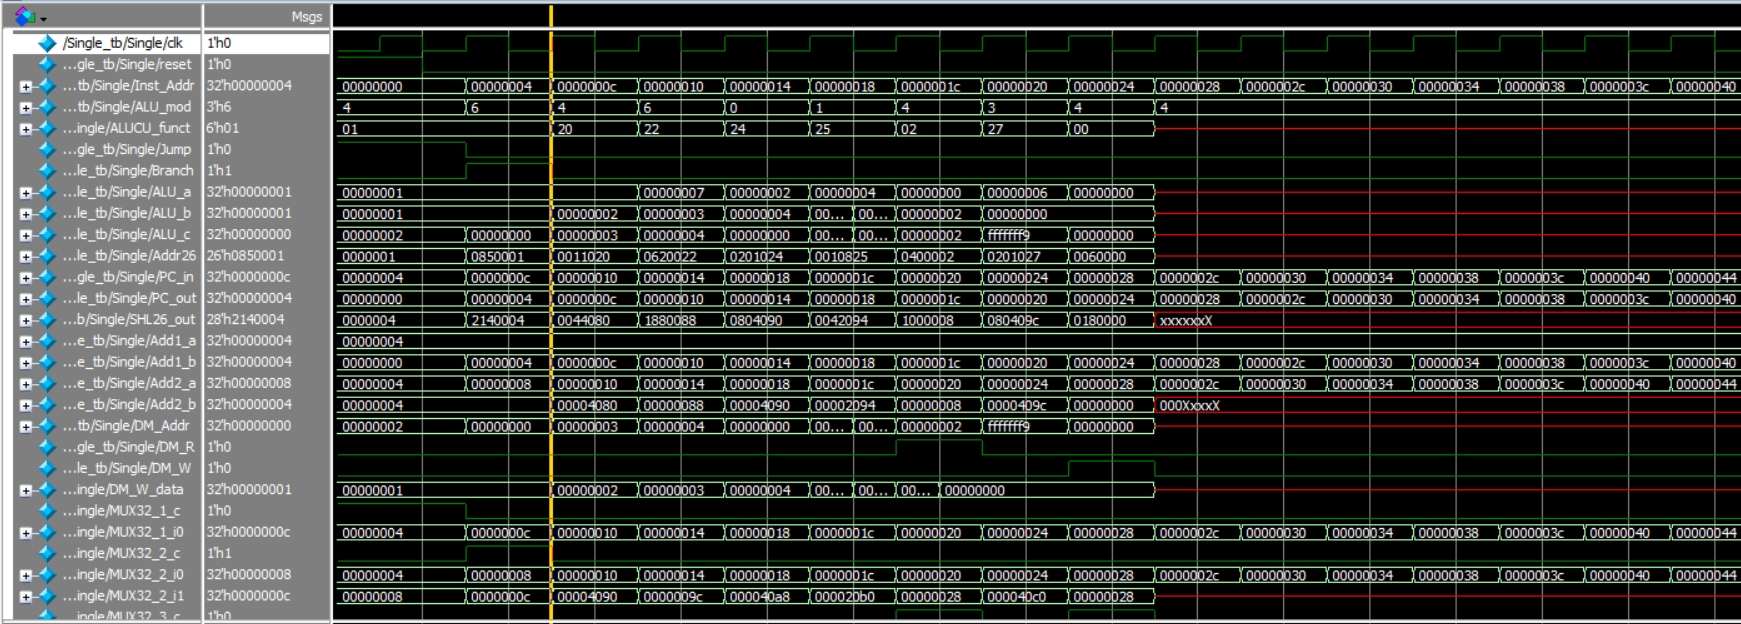 Msgs
/Single_tb/Single/clk 1'h0
...gle_tb/Single/reset 1'h0
...tb/Single/Inst_Addr 32'h00000004 00000000 00000004 0000000c 00000010 00000014 00000018 0000001c 00000020 00000024 00000028 0000002c 00000030 00000034 00000038 0000003c 00000040
...tb/Single/ALU_mod 3'h6 4 6 4 6 0 1 4 3 4 4
...ingle/ALUCU_funct 6'h01 01 20 22 24 25 02 27 00
...gle_tb/Single/Jump 1'h0
...le_tb/Single/Branch 1'h1
...le_tb/Single/ALU_a 32'h00000001 00000001 00000007 00000002 00000004 00000000 00000006 00000000
...le_tb/Single/ALU_b 32'h00000001 00000001 00000002 00000003 00000004 00... 00... 00000002 00000000
...le_tb/Single/ALU_c 32'h00000000 00000002 00000000 00000003 00000004 00000000 00... 00... 00000002 fffffff9 00000000
...le_tb/Single/Addr26 26'h0850001 0000001 0850001 0011020 0620022 0201024 0010825 0400002 0201027 0060000
...gle_tb/Single/PC_in 32'h0000000c 00000004 0000000c 00000010 00000014 00000018 0000001c 00000020 00000024 00000028 0000002c 00000030 00000034 00000038 0000003c 00000040 00000044
...le_tb/Single/PC_out 32'h00000004 00000000 00000004 0000000c 00000010 00000014 00000018 0000001c 00000020 00000024 00000028 0000002c 00000030 00000034 00000038 0000003c 00000040
...b/Single/SHL26_out 28'h2140004 0000004 2140004 0044080 1880088 0804090 0042094 1000008 080409c 0180000 xxxxxxX
...e_tb/Single/Add1_a 32'h00000004 00000004
...e_tb/Single/Add1_b 32'h00000004 00000000 00000004 0000000c 00000010 00000014 00000018 0000001c 00000020 00000024 00000028 0000002c 00000030 00000034 00000038 0000003c 00000040
...e_tb/Single/Add2_a 32'h00000008 00000004 00000008 00000010 00000014 00000018 0000001c 00000020 00000024 00000028 0000002c 00000030 00000034 00000038 0000003c 00000040 00000044
...e_tb/Single/Add2_b 32'h00000004 00000004 00004080 00000088 00004090 00002094 00000008 0000409c 00000000 000XxxxX
...tb/Single/DM_Addr 32'h00000000 00000002 00000000 00000003 00000004 00000000 00... 00... 00000002 fffffff9 00000000
...gle_tb/Single/DM_R 1'h0
...le_tb/Single/DM_W 1'h0
...ingle/DM_W_data 32'h00000001 00000001 00000002 00000003 00000004 00... 00... 00... 00000000
...ingle/MUX32_1_c 1'h0
...ingle/MUX32_1_i0 32'h0000000c 00000004 0000000c 00000010 00000014 00000018 0000001c 00000020 00000024 00000028 0000002c 00000030 00000034 00000038 0000003c 00000040 00000044
...ingle/MUX32_2_c 1'h1
...ingle/MUX32_2_i0 32'h00000008 00000004 00000008 00000010 00000014 00000018 0000001c 00000020 00000024 00000028 0000002c 00000030 00000034 00000038 0000003c 00000040 00000044
...ingle/MUX32_2_i1 32'h0000000c 00000008 0000000c 00004090 0000009c 000040a8 000020b0 00000028 000040c0 00000028
...ingle/MUX32_3_c 1'h0